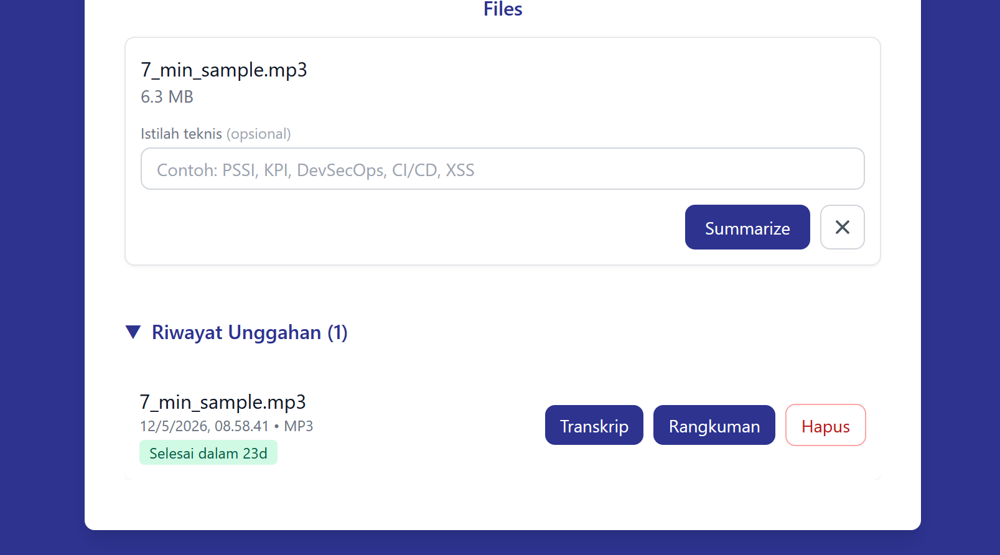 Files
7_min_sample.mp3
6.3 MB
Istilah teknis (opsional)
Contoh: PSSI, KPI, DevSecOps, CI/CD, XSS
Summarize
Riwayat Unggahan (1)
7_min_sample.mp3
12/5/2026, 08.58.41 • MP3
Selesai dalam 23d
Transkrip
Rangkuman
Hapus